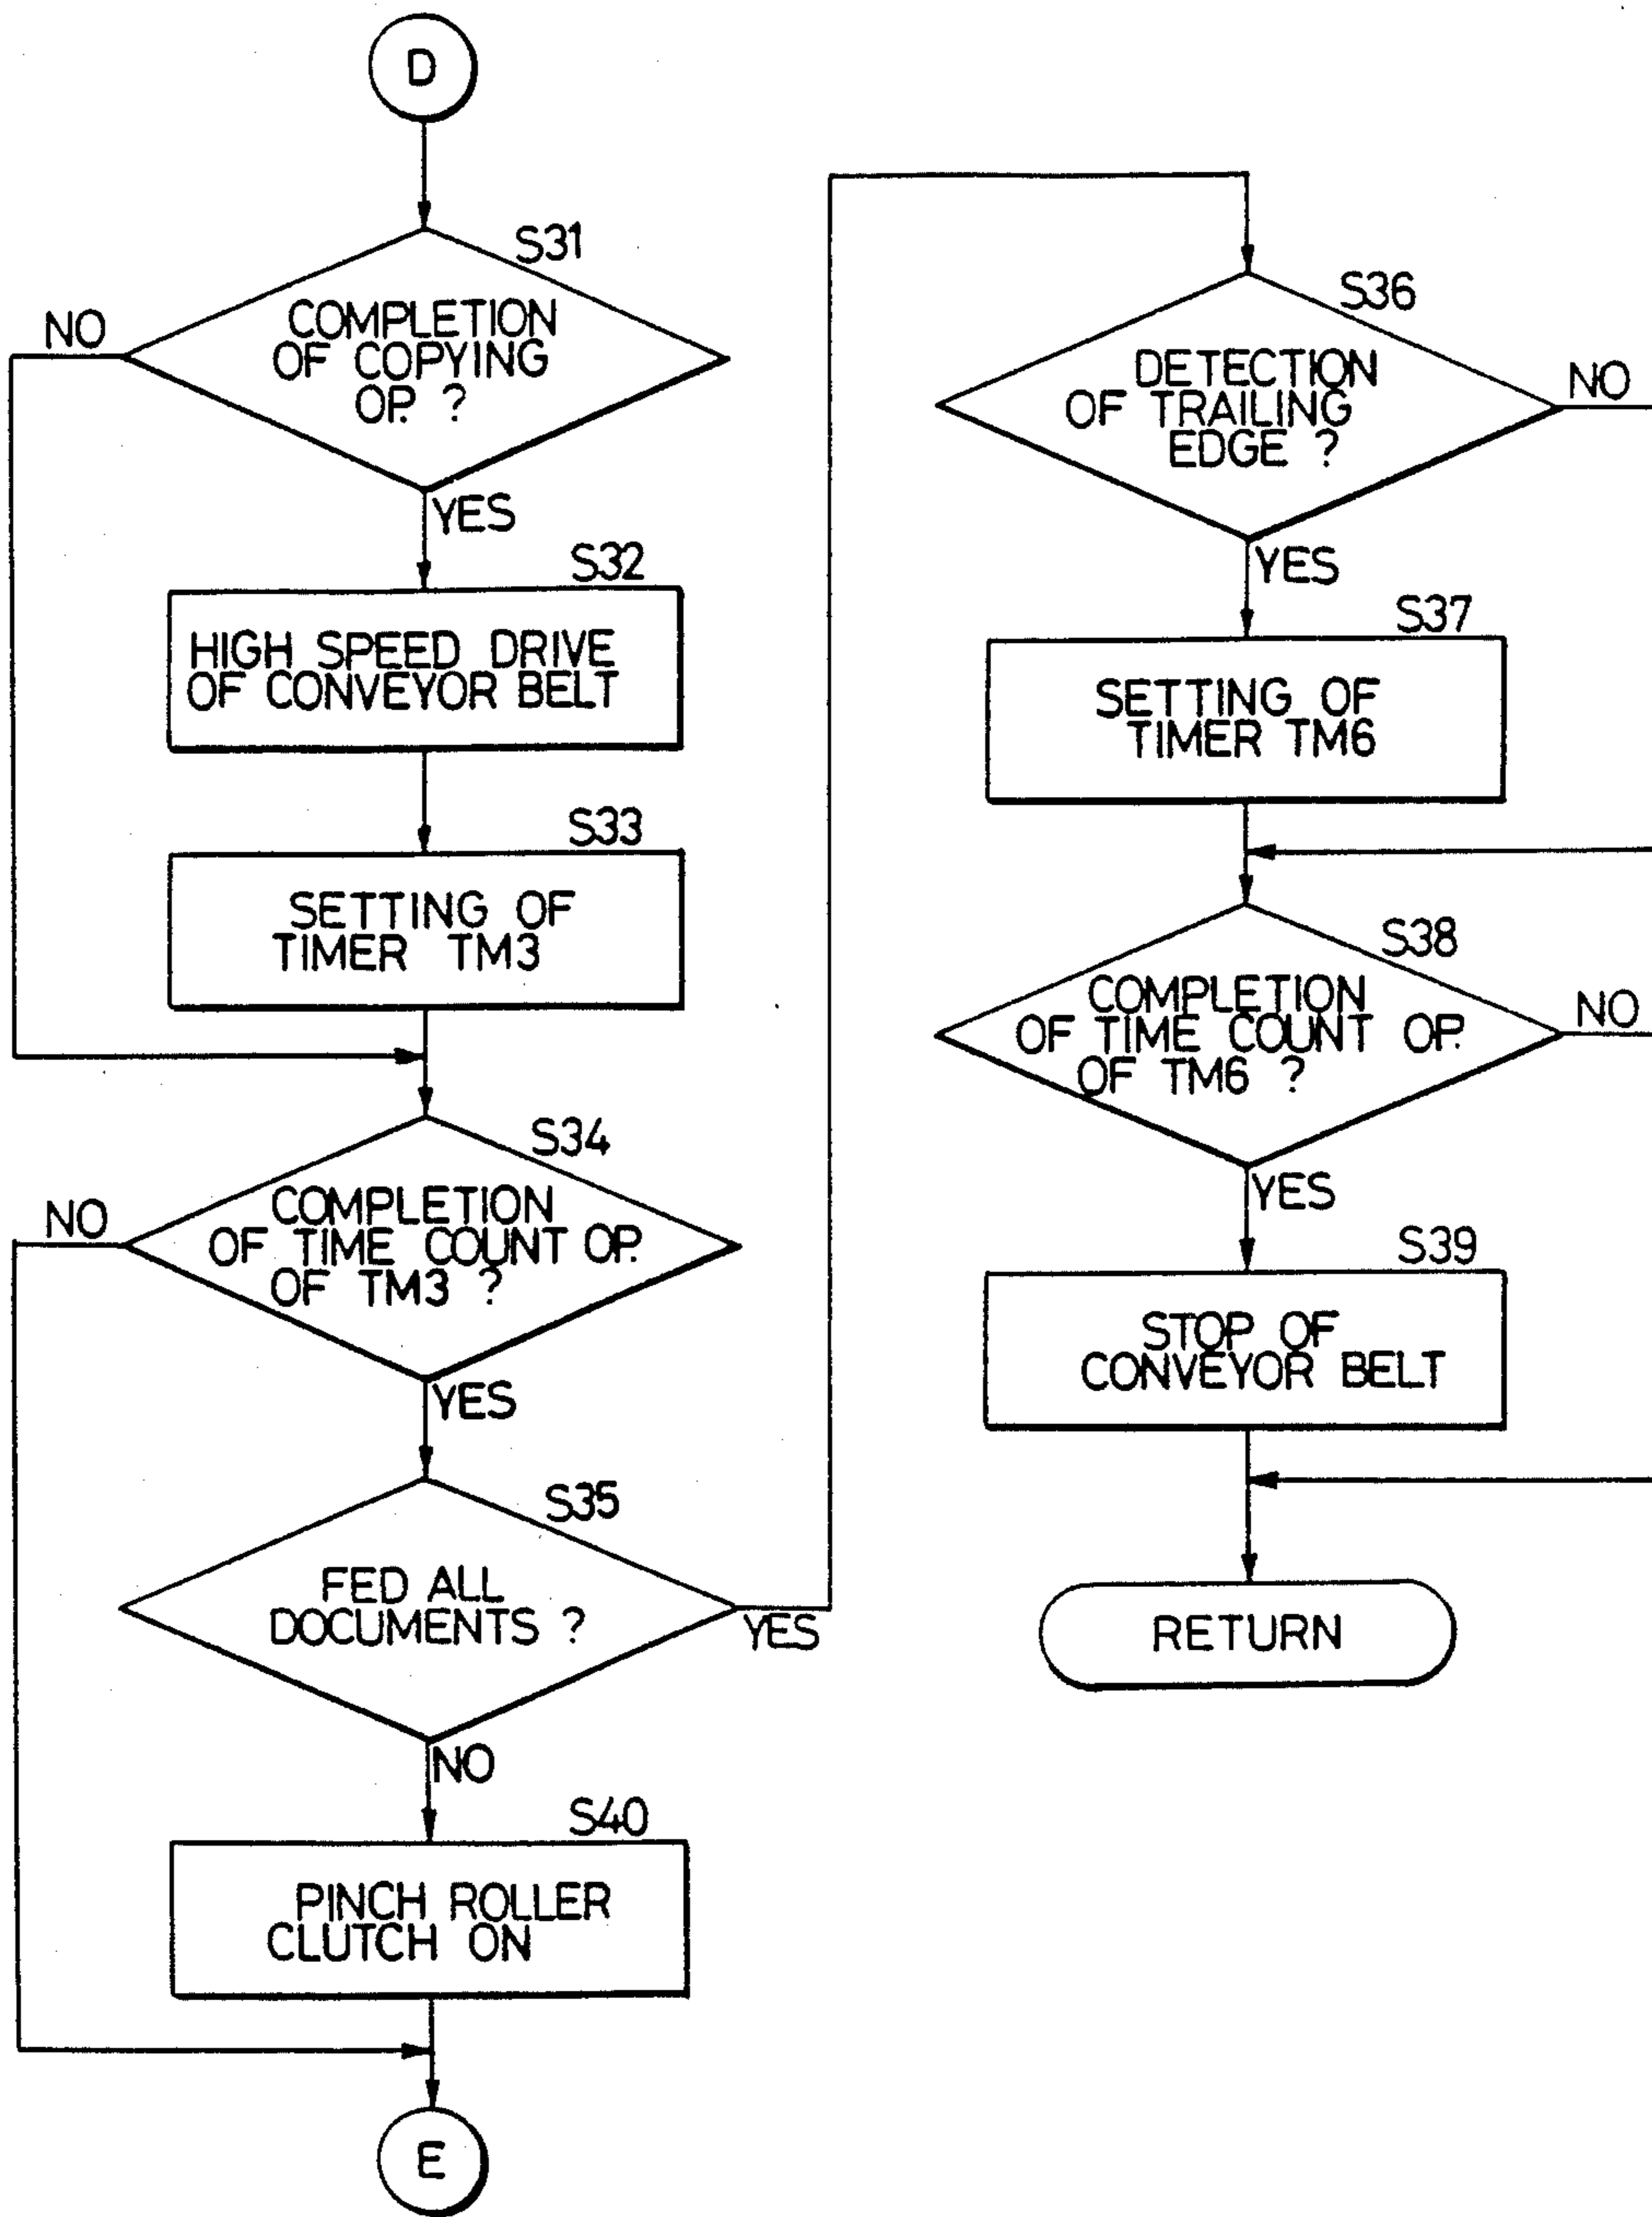 D
S31
COMPLETION
OF COPYING
OP. ?
NO
YES
S32
HIGH SPEED DRIVE
OF CONVEYOR BELT
S33
SETTING OF
TIMER TM3
S34
COMPLETION
OF TIME COUNT OP.
OF TM3 ?
NO
YES
S35
FED ALL
DOCUMENTS ?
YES
NO
S40
PINCH ROLLER
CLUTCH ON
E
S36
DETECTION
OF TRAILING
EDGE ?
NO
YES
S37
SETTING OF
TIMER TM6
S38
COMPLETION
OF TIME COUNT OP.
OF TM6 ?
NO
YES
S39
STOP OF
CONVEYOR BELT
RETURN